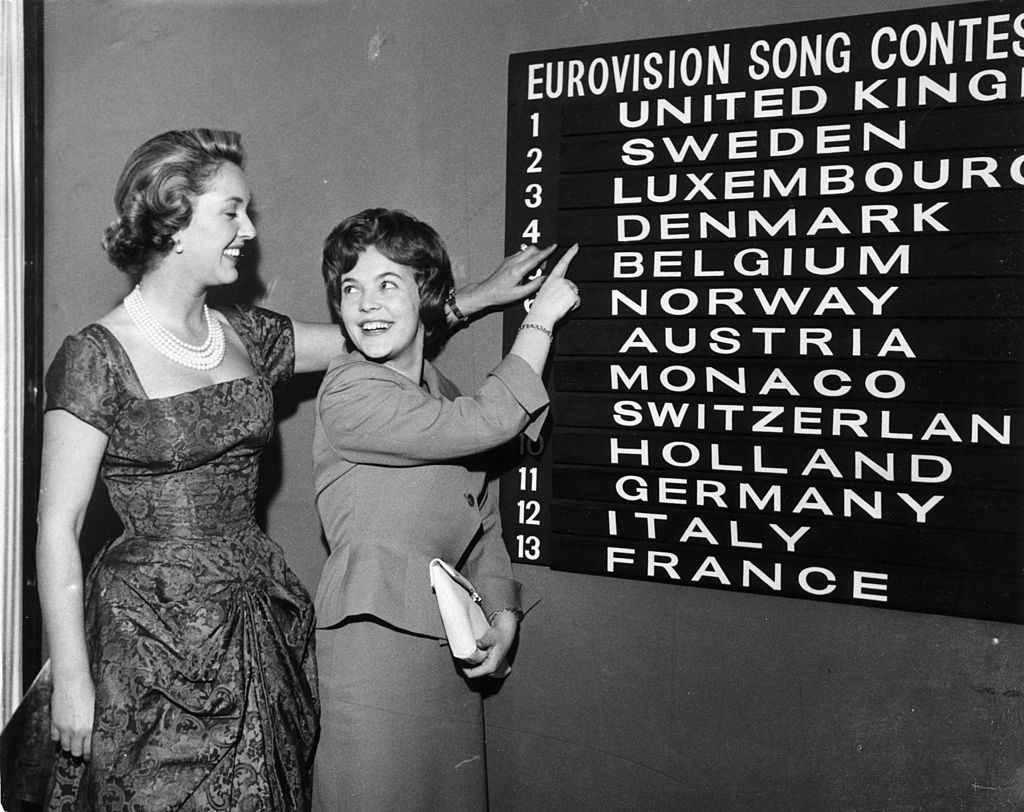 EUROVISION SONG CONTES
1 UNITED KING
2 SWEDEN
3 LUXEMBOURG
4 DENMARK
BELGIUM
NORWAY
AUSTRIA
MONACO
SWITZERLAN
10 HOLLAND
11 GERMANY
12 ITALY
13 FRANCE